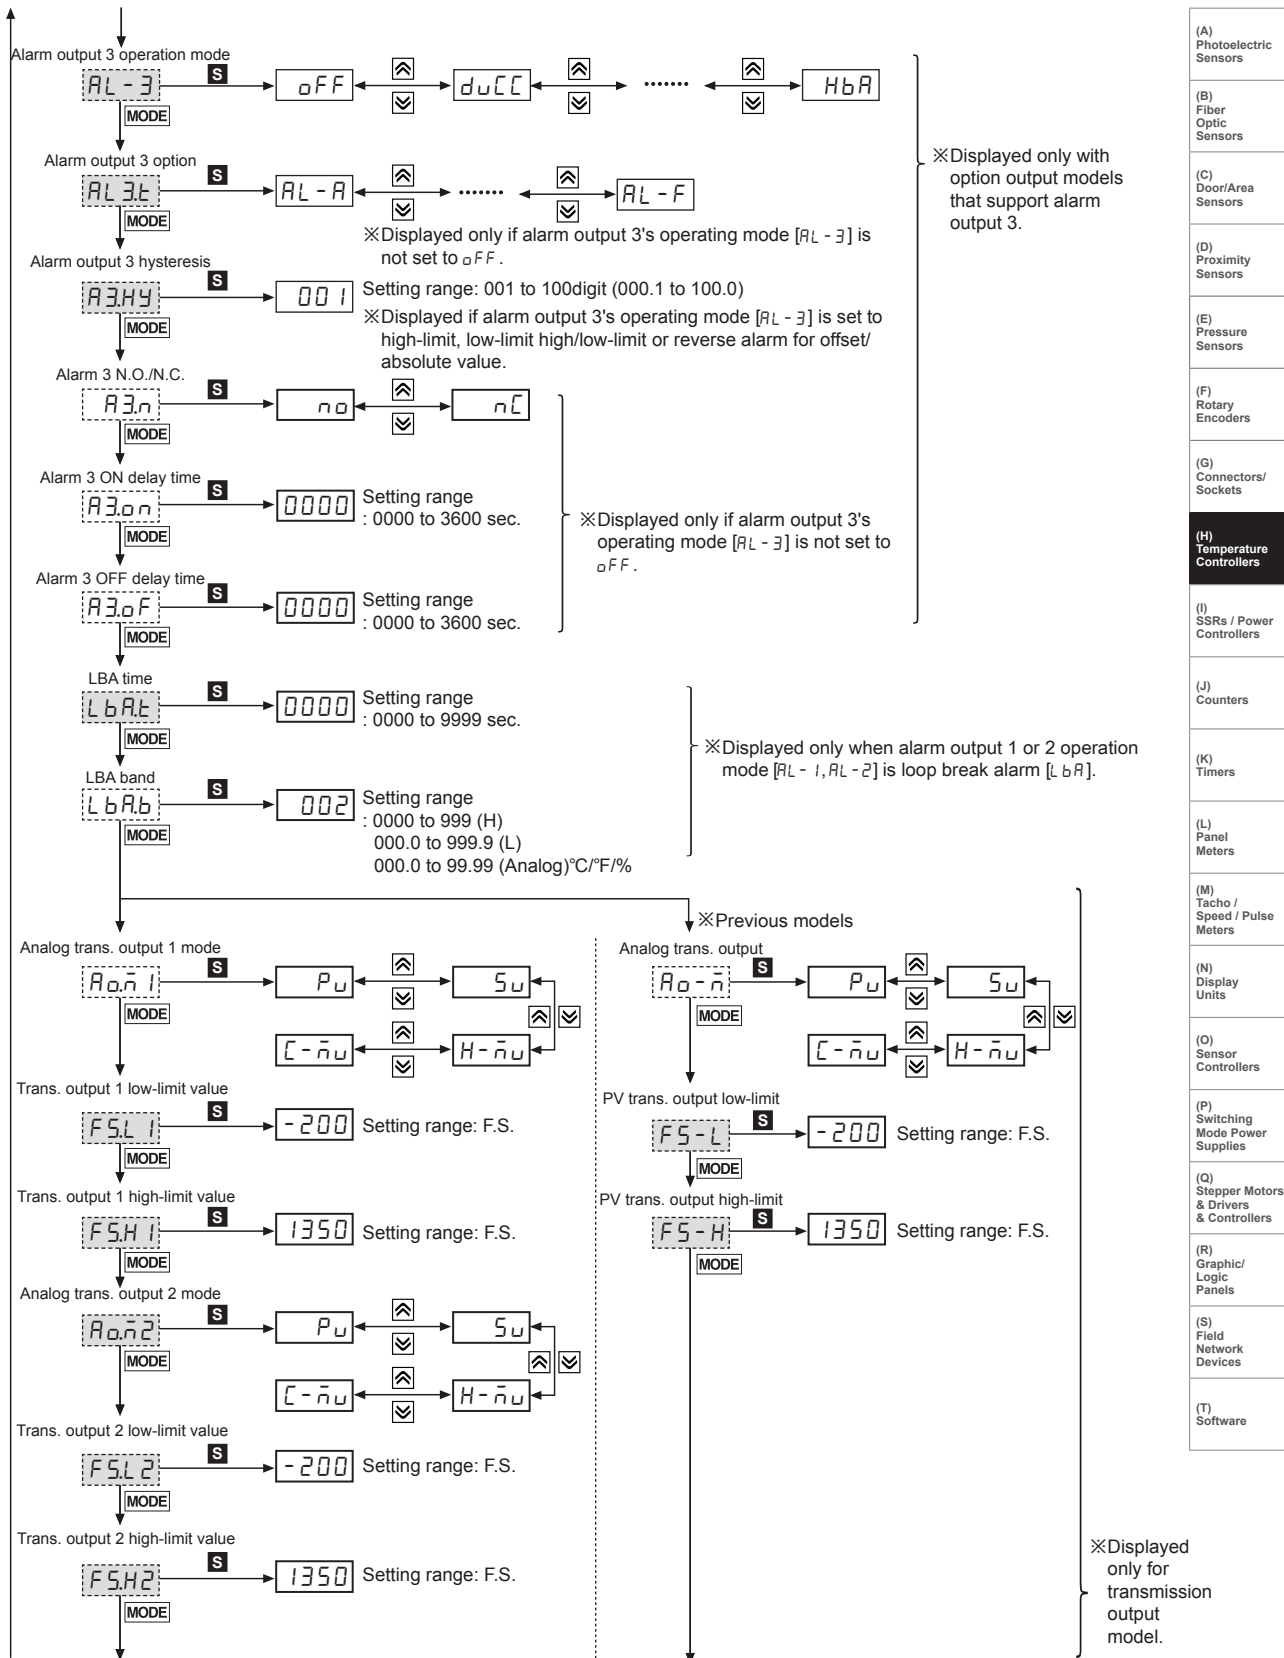 Alarm output 3 operation mode
AL-3 S oFF duCC ······· HbA
MODE
Alarm output 3 option
AL3.t S AL-A ······· AL-F
MODE
※Displayed only if alarm output 3's operating mode [AL-3] is
not set to oFF.
Alarm output 3 hysteresis
A3.HY S 001 Setting range: 001 to 100digit (000.1 to 100.0)
MODE
※Displayed if alarm output 3's operating mode [AL-3] is set to
high-limit, low-limit high/low-limit or reverse alarm for offset/
absolute value.
Alarm 3 N.O./N.C.
A3.n S no nC
MODE
Alarm 3 ON delay time
A3.on S 0000 Setting range
: 0000 to 3600 sec.
MODE
Alarm 3 OFF delay time
A3.oF S 0000 Setting range
: 0000 to 3600 sec.
MODE
※Displayed only if alarm output 3's
operating mode [AL-3] is not set to
oFF.
※Displayed only with
option output models
that support alarm
output 3.
LBA time
LbA.t S 0000 Setting range
: 0000 to 9999 sec.
MODE
LBA band
LbA.b S 002 Setting range
: 0000 to 999 (H)
000.0 to 999.9 (L)
000.0 to 99.99 (Analog)℃/℉/%
MODE
※Displayed only when alarm output 1 or 2 operation
mode [AL-1, AL-2] is loop break alarm [LbA].
Analog trans. output 1 mode
Ao.m̄1 S Pu Su
MODE
C-m̄u H-m̄u
Trans. output 1 low-limit value
FS.L1 S -200 Setting range: F.S.
MODE
Trans. output 1 high-limit value
FS.H1 S 1350 Setting range: F.S.
MODE
Analog trans. output 2 mode
Ao.m̄2 S Pu Su
MODE
C-m̄u H-m̄u
Trans. output 2 low-limit value
FS.L2 S -200 Setting range: F.S.
MODE
Trans. output 2 high-limit value
FS.H2 S 1350 Setting range: F.S.
MODE
※Previous models
Analog trans. output
Ao-m̄ S Pu Su
MODE
C-m̄u H-m̄u
PV trans. output low-limit
FS-L S -200 Setting range: F.S.
MODE
PV trans. output high-limit
FS-H S 1350 Setting range: F.S.
MODE
※Displayed
only for
transmission
output
model.
(A)
Photoelectric
Sensors
(B)
Fiber
Optic
Sensors
(C)
Door/Area
Sensors
(D)
Proximity
Sensors
(E)
Pressure
Sensors
(F)
Rotary
Encoders
(G)
Connectors/
Sockets
(H)
Temperature
Controllers
(I)
SSRs / Power
Controllers
(J)
Counters
(K)
Timers
(L)
Panel
Meters
(M)
Tacho /
Speed / Pulse
Meters
(N)
Display
Units
(O)
Sensor
Controllers
(P)
Switching
Mode Power
Supplies
(Q)
Stepper Motors
& Drivers
& Controllers
(R)
Graphic/
Logic
Panels
(S)
Field
Network
Devices
(T)
Software